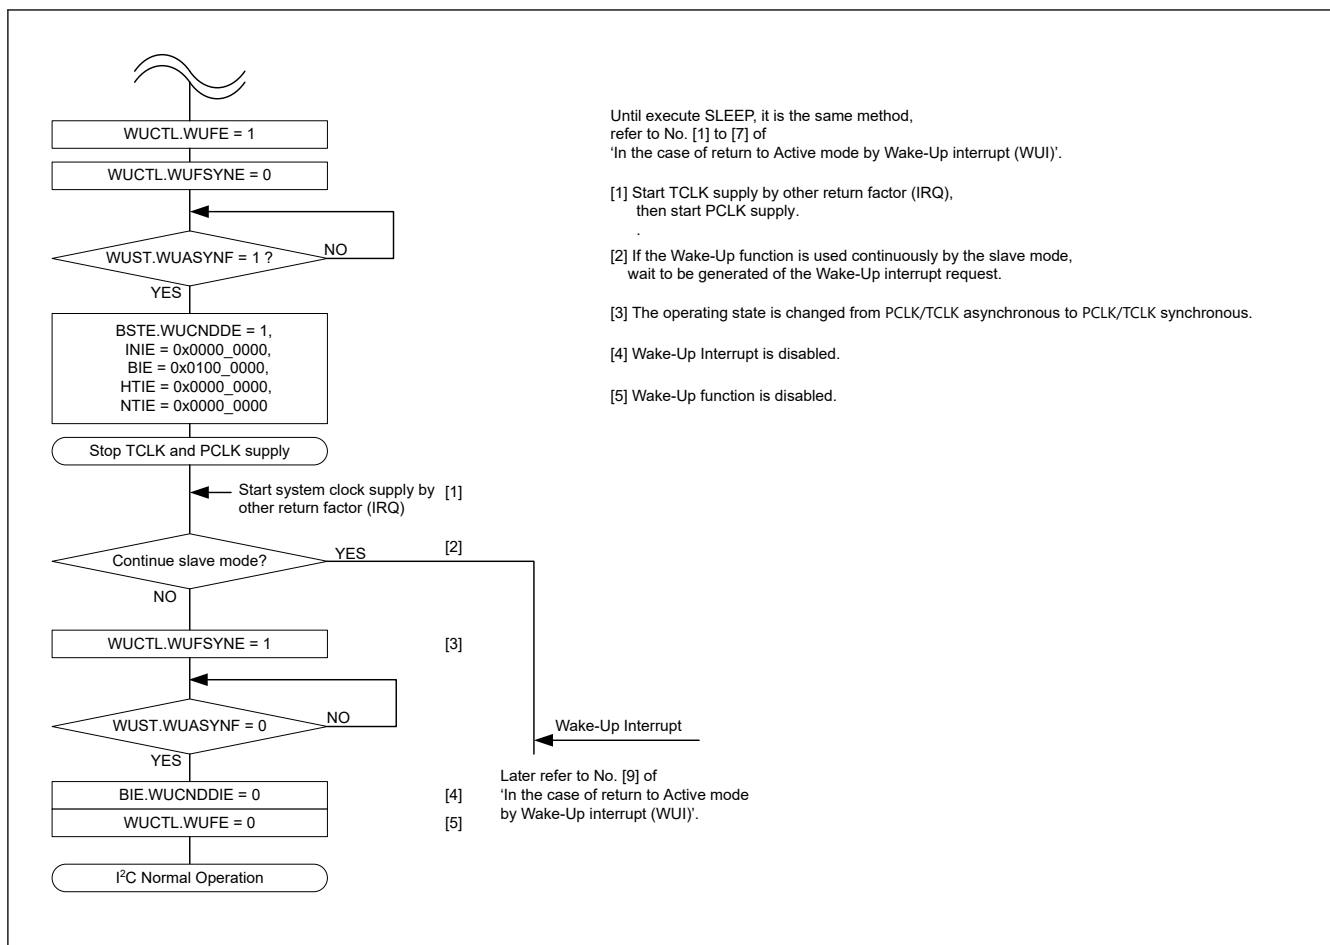 WUCTL.WUFE = 1
WUCTL.WUFSYNE = 0
WUST.WUASYNF = 1 ?
NO
YES
BSTE.WUCNDDE = 1,
INIE = 0x0000_0000,
BIE = 0x0100_0000,
HTIE = 0x0000_0000,
NTIE = 0x0000_0000
Stop TCLK and PCLK supply
Start system clock supply by
other return factor (IRQ)
[1]
Continue slave mode?
YES
[2]
NO
WUCTL.WUFSYNE = 1
[3]
WUST.WUASYNF = 0
NO
YES
BIE.WUCNDDIE = 0
[4]
WUCTL.WUFE = 0
[5]
I²C Normal Operation
Wake-Up Interrupt
Later refer to No. [9] of
‘In the case of return to Active mode
by Wake-Up interrupt (WUI)’.
Until execute SLEEP, it is the same method,
refer to No. [1] to [7] of
‘In the case of return to Active mode by Wake-Up interrupt (WUI)’.
[1] Start TCLK supply by other return factor (IRQ),
then start PCLK supply.
.
[2] If the Wake-Up function is used continuously by the slave mode,
wait to be generated of the Wake-Up interrupt request.
[3] The operating state is changed from PCLK/TCLK asynchronous to PCLK/TCLK synchronous.
[4] Wake-Up Interrupt is disabled.
[5] Wake-Up function is disabled.